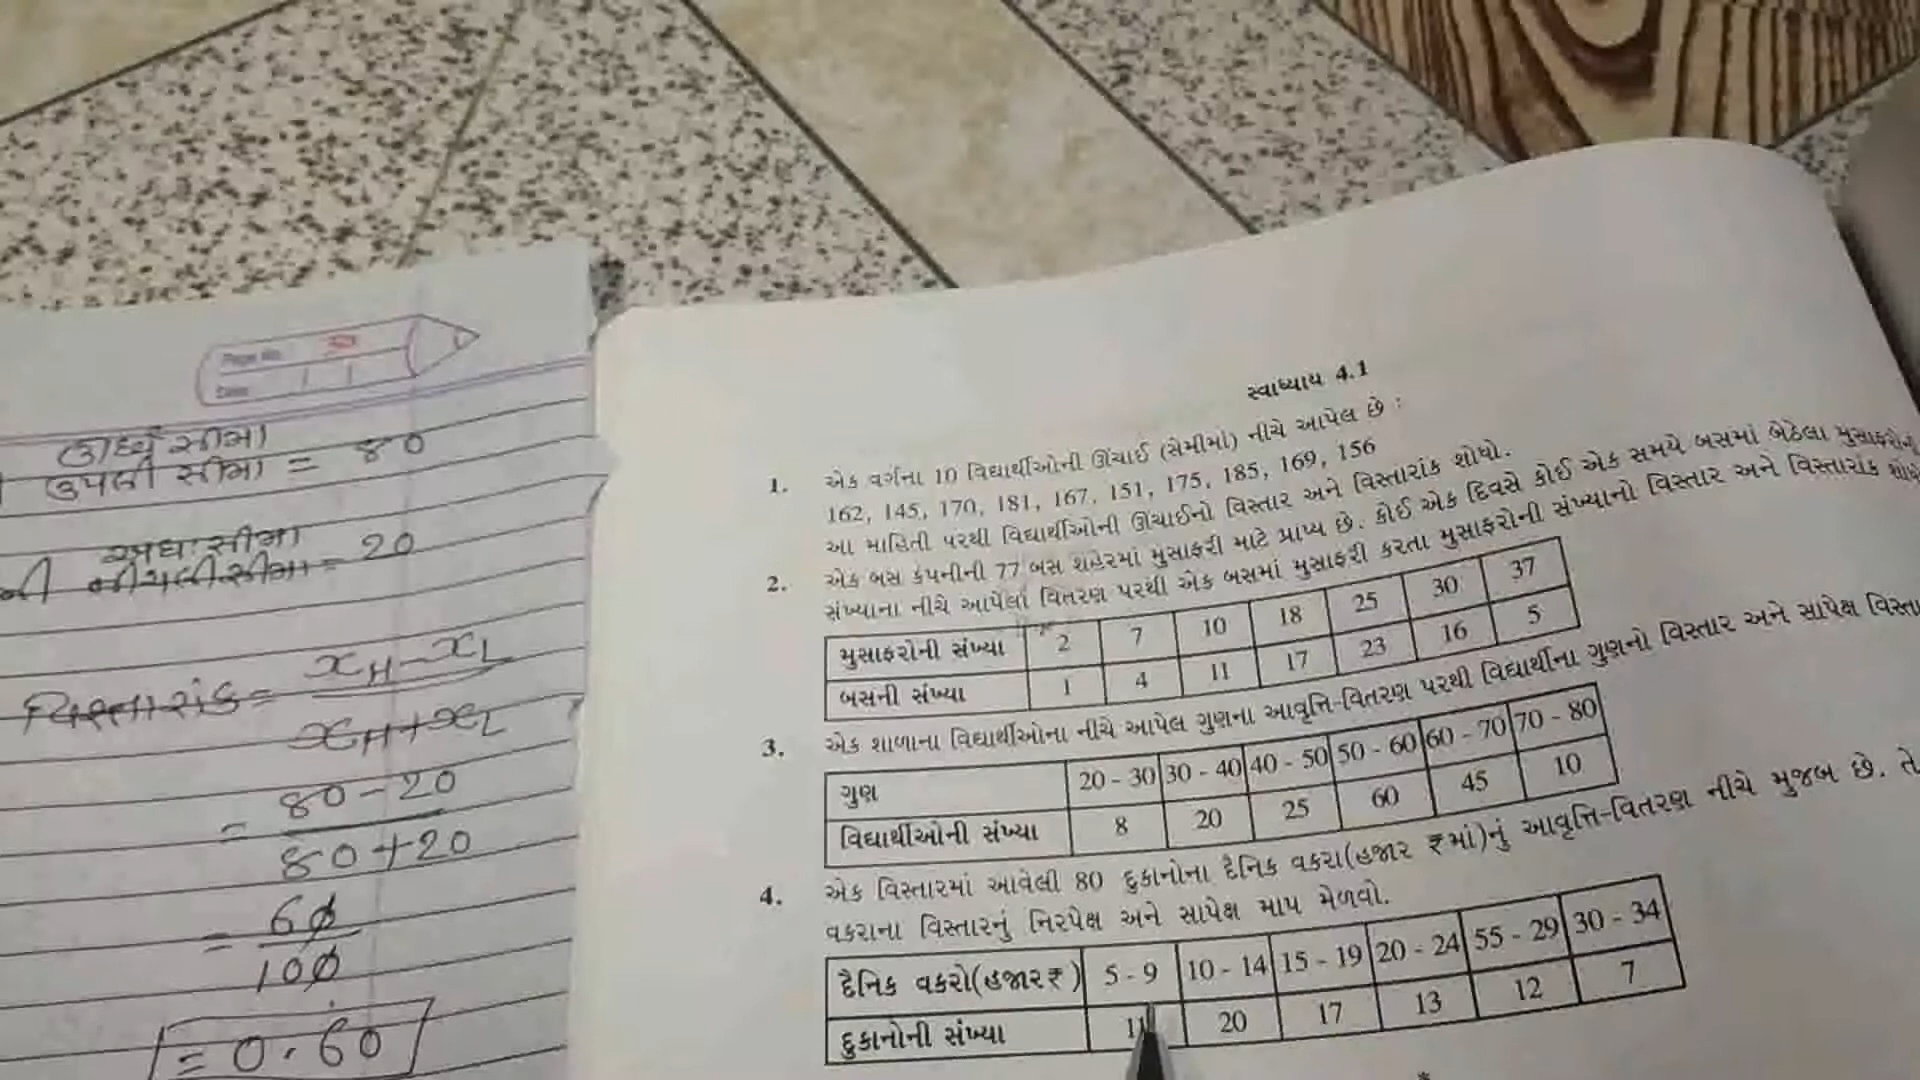 Page No.
Date
ઊર્ધ્વ સીમા
ઉપલી સીમા = 80
અધઃસીમા
ની નીચલી સીમા = 20
વિસ્તારાંક = xH - xL
xH + xL
= 80 - 20
80 + 20
= 60
100
= 0.60
સ્વાધ્યાય 4.1
1. એક વર્ગના 10 વિદ્યાર્થીઓની ઊંચાઈ (સેમીમાં) નીચે આપેલ છે :
162, 145, 170, 181, 167, 151, 175, 185, 169, 156
આ માહિતી પરથી વિદ્યાર્થીઓની ઊંચાઈનો વિસ્તાર અને વિસ્તારાંક શોધો.
2. એક બસ કંપનીની 77 બસ શહેરમાં મુસાફરી માટે પ્રાપ્ય છે. કોઈ એક દિવસે કોઈ એક સમયે બસમાં બેઠેલા મુસાફરોની
સંખ્યાના નીચે આપેલાં વિતરણ પરથી એક બસમાં મુસાફરી કરતા મુસાફરોની સંખ્યાનો વિસ્તાર અને વિસ્તારાંક
મુસાફરોની સંખ્યા 2 7 10 18 25 30 37
બસની સંખ્યા 1 4 11 17 23 16 5
3. એક શાળાના વિદ્યાર્થીઓના નીચે આપેલ ગુણના આવૃત્તિ-વિતરણ પરથી વિદ્યાર્થીના ગુણનો વિસ્તાર અને સાપેક્ષ વિસ્તા
ગુણ 20 - 30 30 - 40 40 - 50 50 - 60 60 - 70 70 - 80
વિદ્યાર્થીઓની સંખ્યા 8 20 25 60 45 10
4. એક વિસ્તારમાં આવેલી 80 દુકાનોના દૈનિક વકરા(હજાર ₹માં)નું આવૃત્તિ-વિતરણ નીચે મુજબ છે. તે
વકરાના વિસ્તારનું નિરપેક્ષ અને સાપેક્ષ માપ મેળવો.
દૈનિક વકરો(હજાર₹) 5 - 9 10 - 14 15 - 19 20 - 24 55 - 29 30 - 34
દુકાનોની સંખ્યા 11 20 17 13 12 7